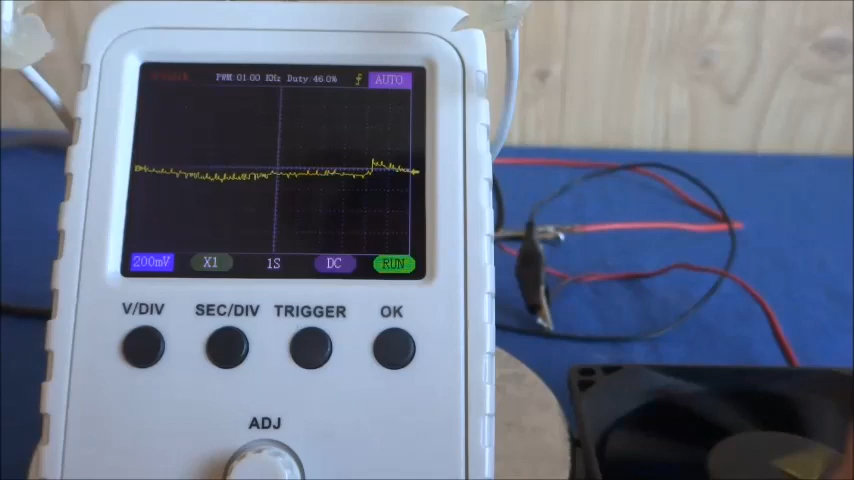 PWM 01.00 KHz Duty 46.0% AUTO
200mV X1 1S DC RUN
V/DIV SEC/DIV TRIGGER OK
ADJ